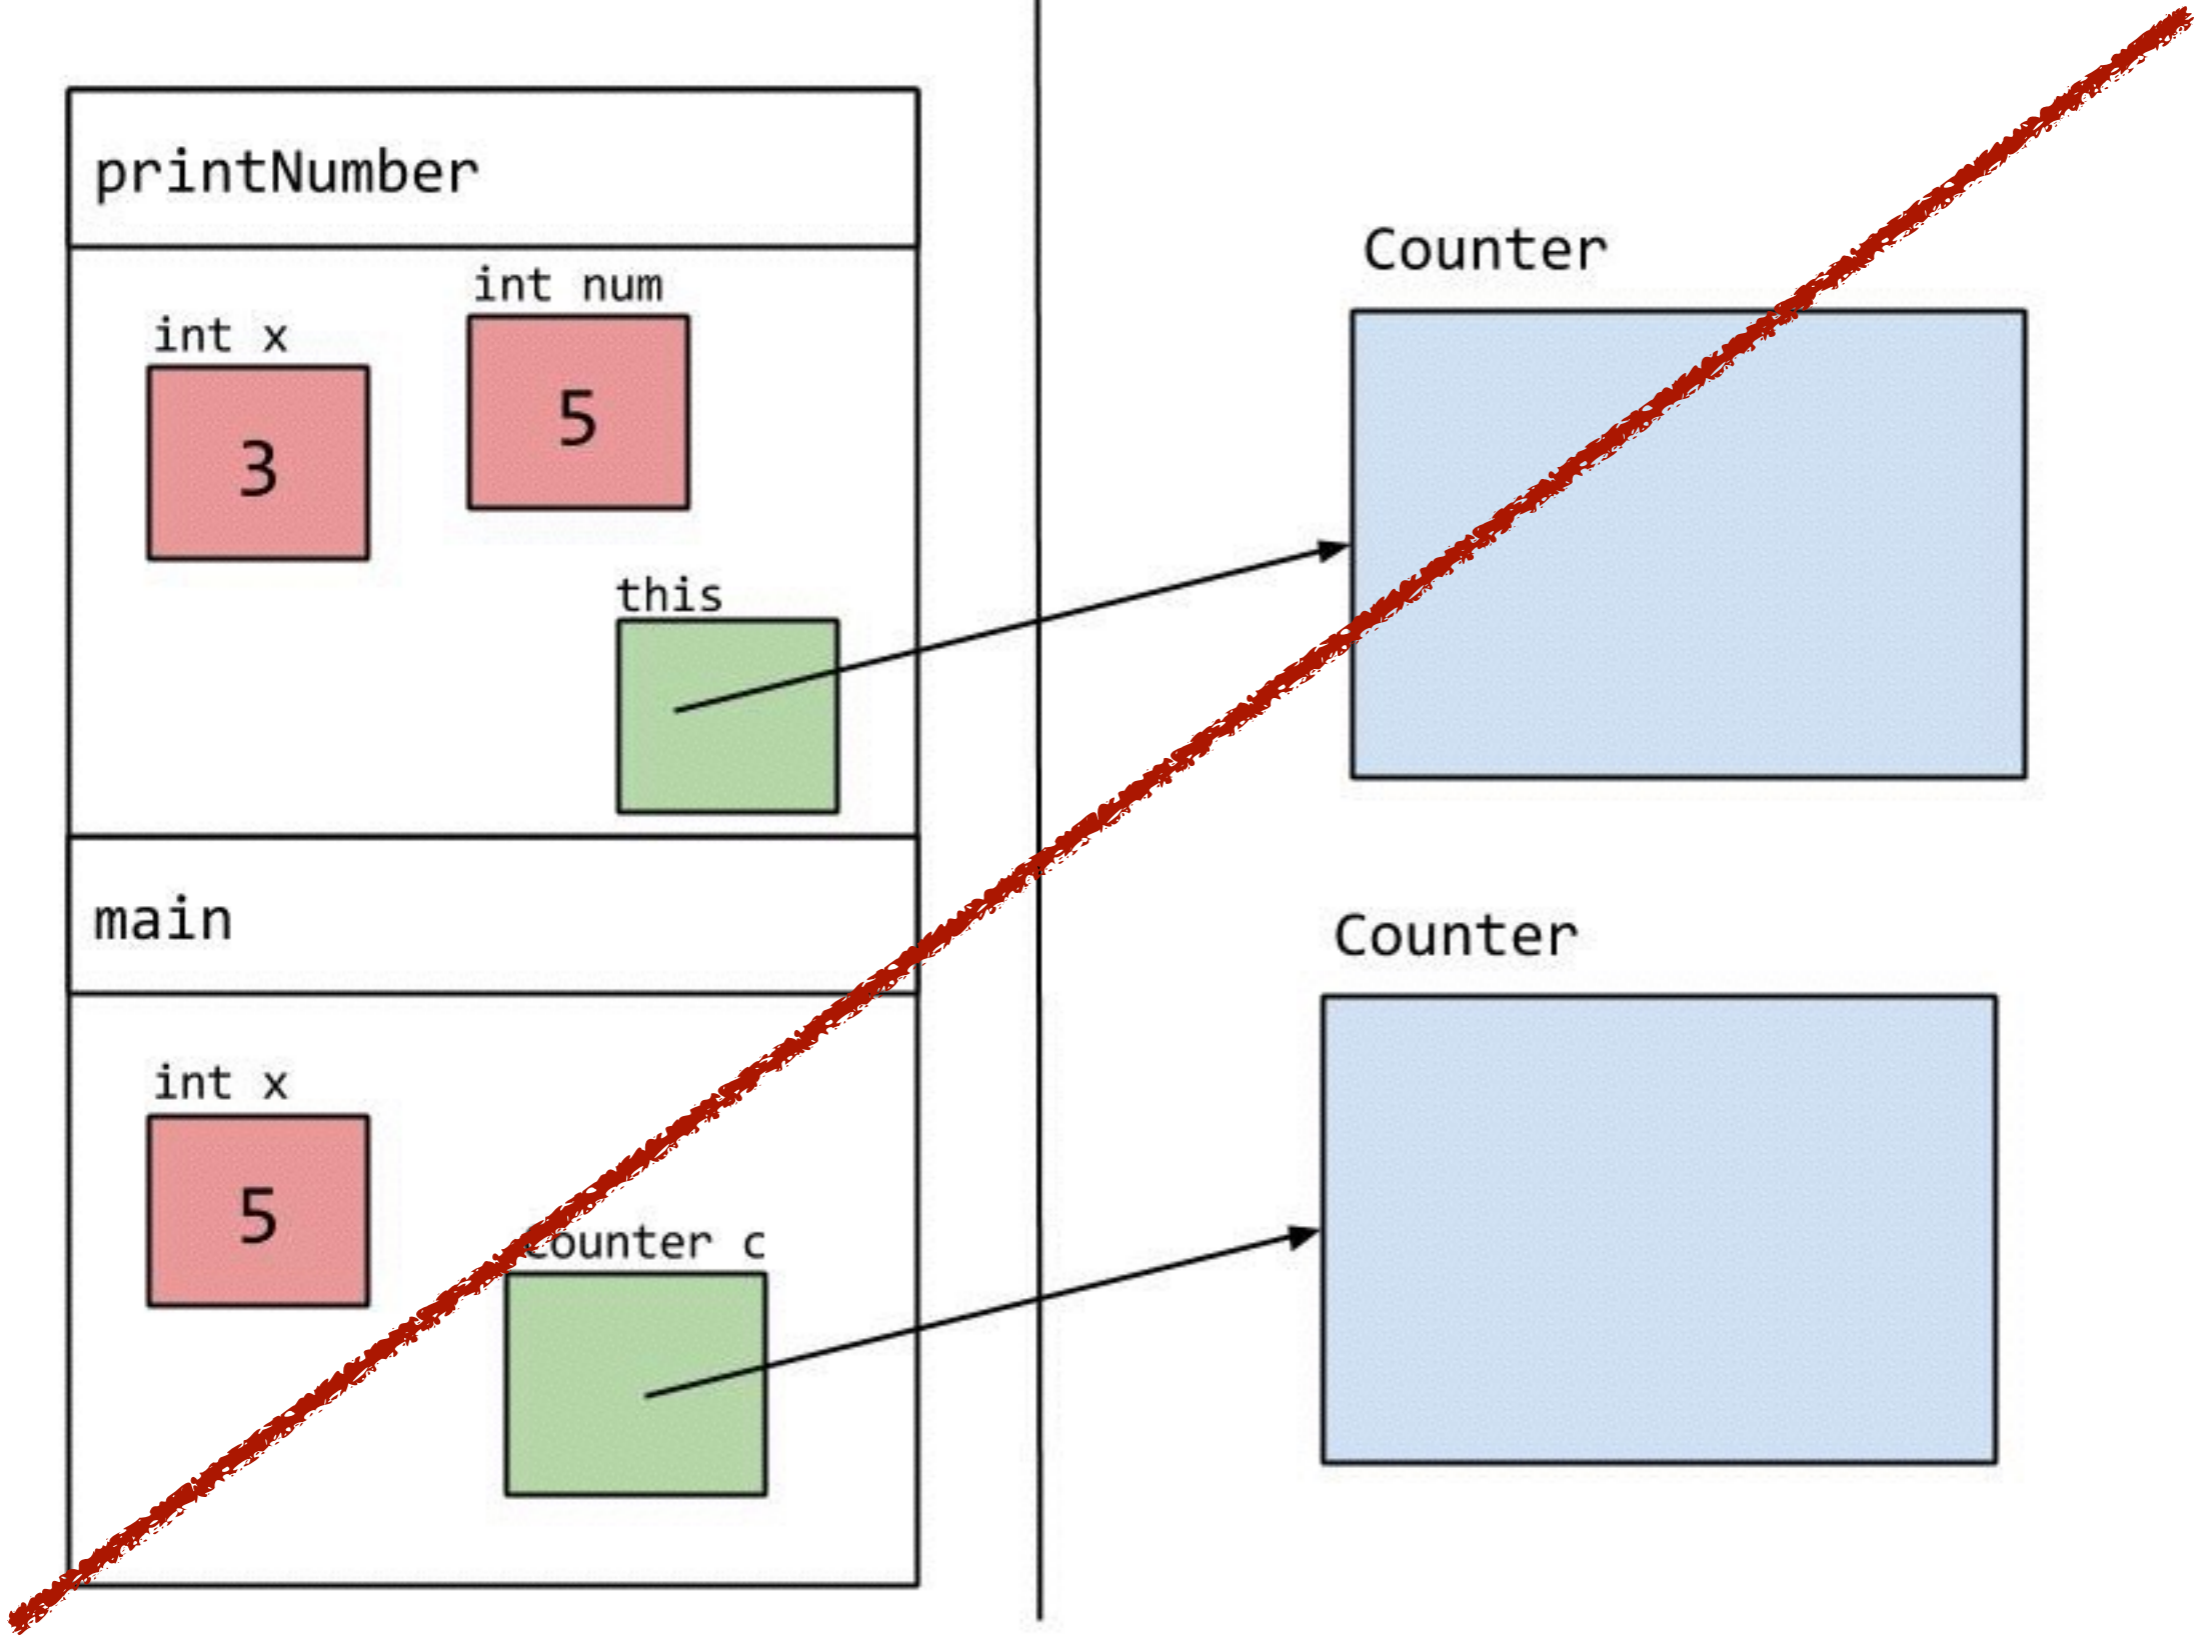 printNumber
int x
3
int num
5
this
main
int x
5
Counter c
Counter
Counter